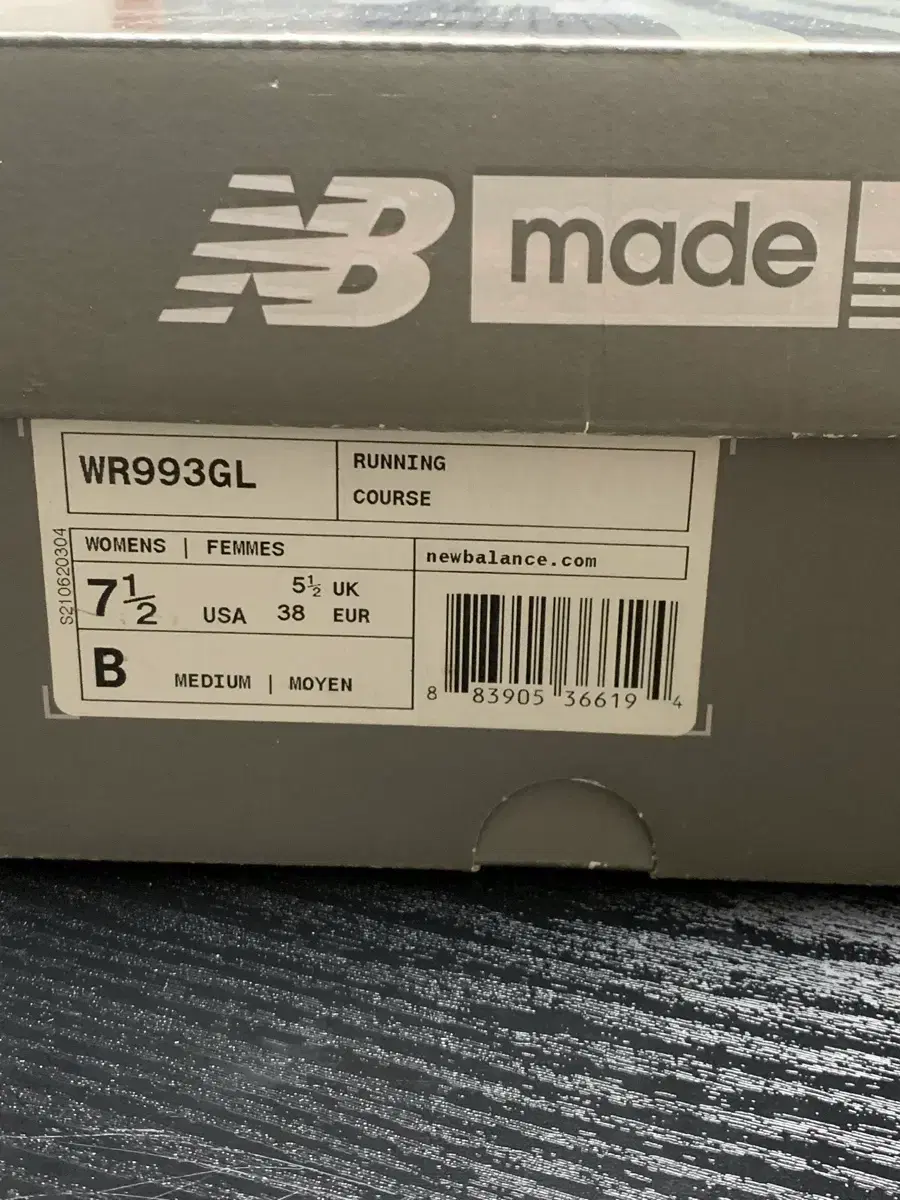 NB made
WR993GL
RUNNING
COURSE
S210620304
WOMENS | FEMMES
7½ USA
5½ UK
38 EUR
B MEDIUM | MOYEN
newbalance.com
8 83905 36619 4